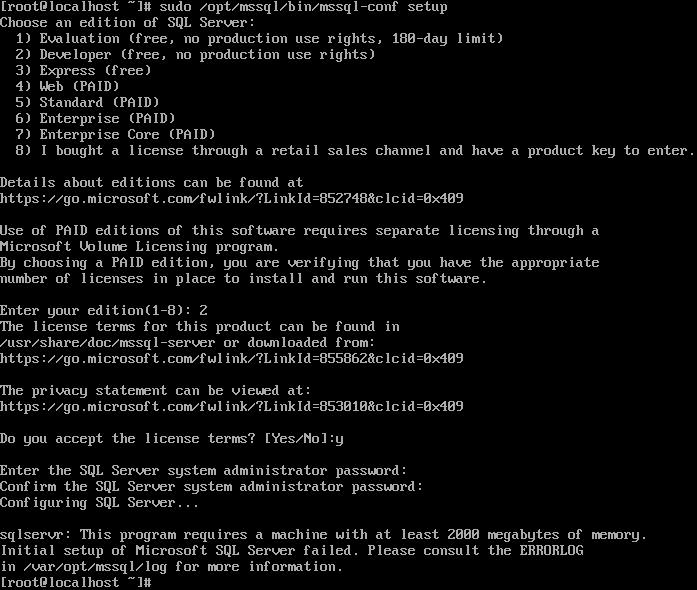 [root@localhost ~]# sudo /opt/mssql/bin/mssql-conf setup
Choose an edition of SQL Server:
  1) Evaluation (free, no production use rights, 180-day limit)
  2) Developer (free, no production use rights)
  3) Express (free)
  4) Web (PAID)
  5) Standard (PAID)
  6) Enterprise (PAID)
  7) Enterprise Core (PAID)
  8) I bought a license through a retail sales channel and have a product key to enter.

Details about editions can be found at
https://go.microsoft.com/fwlink/?LinkId=852748&clcid=0x409

Use of PAID editions of this software requires separate licensing through a
Microsoft Volume Licensing program.
By choosing a PAID edition, you are verifying that you have the appropriate
number of licenses in place to install and run this software.

Enter your edition(1-8): 2
The license terms for this product can be found in
/usr/share/doc/mssql-server or downloaded from:
https://go.microsoft.com/fwlink/?LinkId=855862&clcid=0x409

The privacy statement can be viewed at:
https://go.microsoft.com/fwlink/?LinkId=853010&clcid=0x409

Do you accept the license terms? [Yes/No]:y

Enter the SQL Server system administrator password:
Confirm the SQL Server system administrator password:
Configuring SQL Server...

sqlservr: This program requires a machine with at least 2000 megabytes of memory.
Initial setup of Microsoft SQL Server failed. Please consult the ERRORLOG
in /var/opt/mssql/log for more information.
[root@localhost ~]#